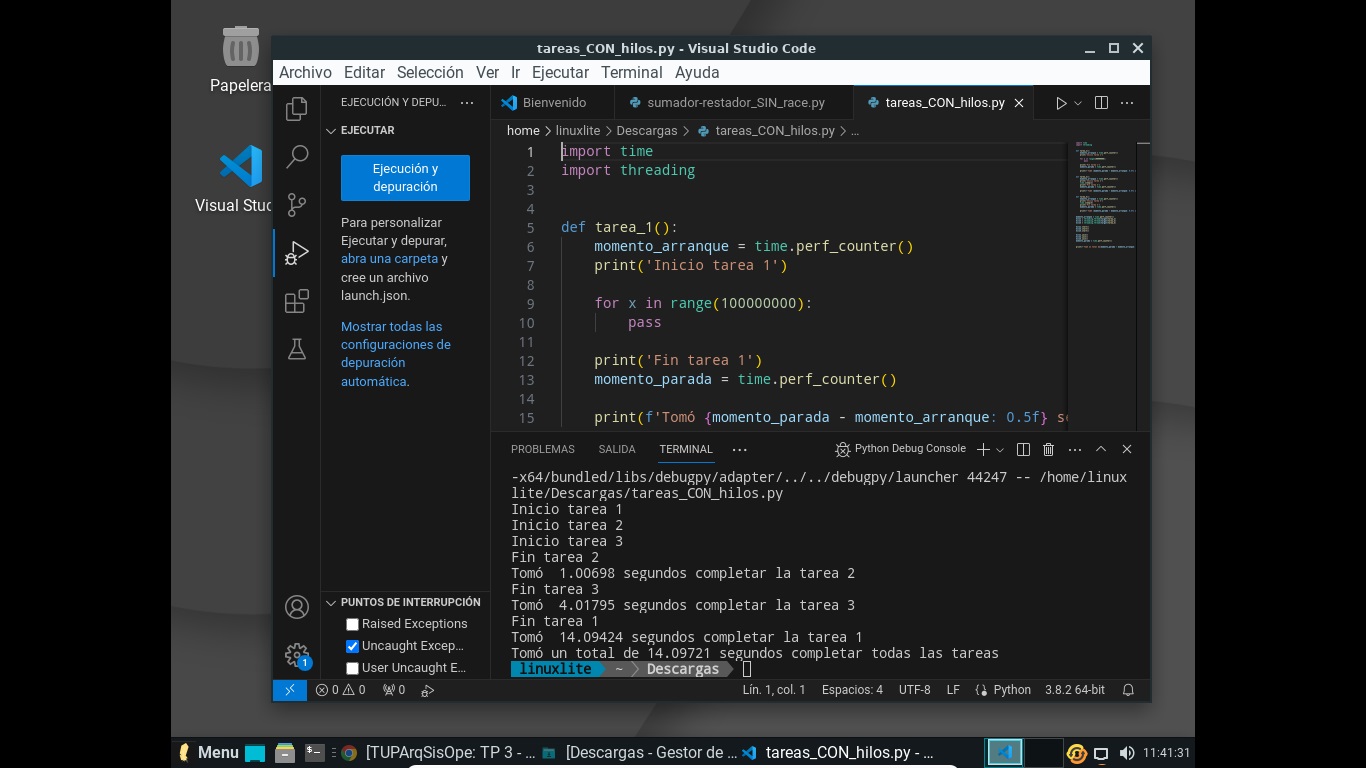 Papelera
Visual Stud
tareas_CON_hilos.py - Visual Studio Code
Archivo Editar Selección Ver Ir Ejecutar Terminal Ayuda
EJECUCIÓN Y DEPU...
EJECUTAR
Ejecución y
depuración
Para personalizar
Ejecutar y depurar,
abra una carpeta y
cree un archivo
launch.json.
Mostrar todas las
configuraciones de
depuración
automática.
PUNTOS DE INTERRUPCIÓN
Raised Exceptions
Uncaught Excep...
User Uncaught E...
1
Bienvenido sumador-restador_SIN_race.py tareas_CON_hilos.py
home > linuxlite > Descargas > tareas_CON_hilos.py > ...
1 import time
2 import threading
3
4
5 def tarea_1():
6 momento_arranque = time.perf_counter()
7 print('Inicio tarea 1')
8
9 for x in range(100000000):
10 pass
11
12 print('Fin tarea 1')
13 momento_parada = time.perf_counter()
14
15 print(f'Tomó {momento_parada - momento_arranque: 0.5f} se
PROBLEMAS SALIDA TERMINAL ... Python Debug Console
-x64/bundled/libs/debugpy/adapter/../../debugpy/launcher 44247 -- /home/linux
lite/Descargas/tareas_CON_hilos.py
Inicio tarea 1
Inicio tarea 2
Inicio tarea 3
Fin tarea 2
Tomó  1.00698 segundos completar la tarea 2
Fin tarea 3
Tomó  4.01795 segundos completar la tarea 3
Fin tarea 1
Tomó  14.09424 segundos completar la tarea 1
Tomó un total de 14.09721 segundos completar todas las tareas
linuxlite ~ Descargas
0 0 0 Lín. 1, col. 1 Espacios: 4 UTF-8 LF Python 3.8.2 64-bit
Menu [TUPArqSisOpe: TP 3 - ... [Descargas - Gestor de ... tareas_CON_hilos.py - ... 11:41:31